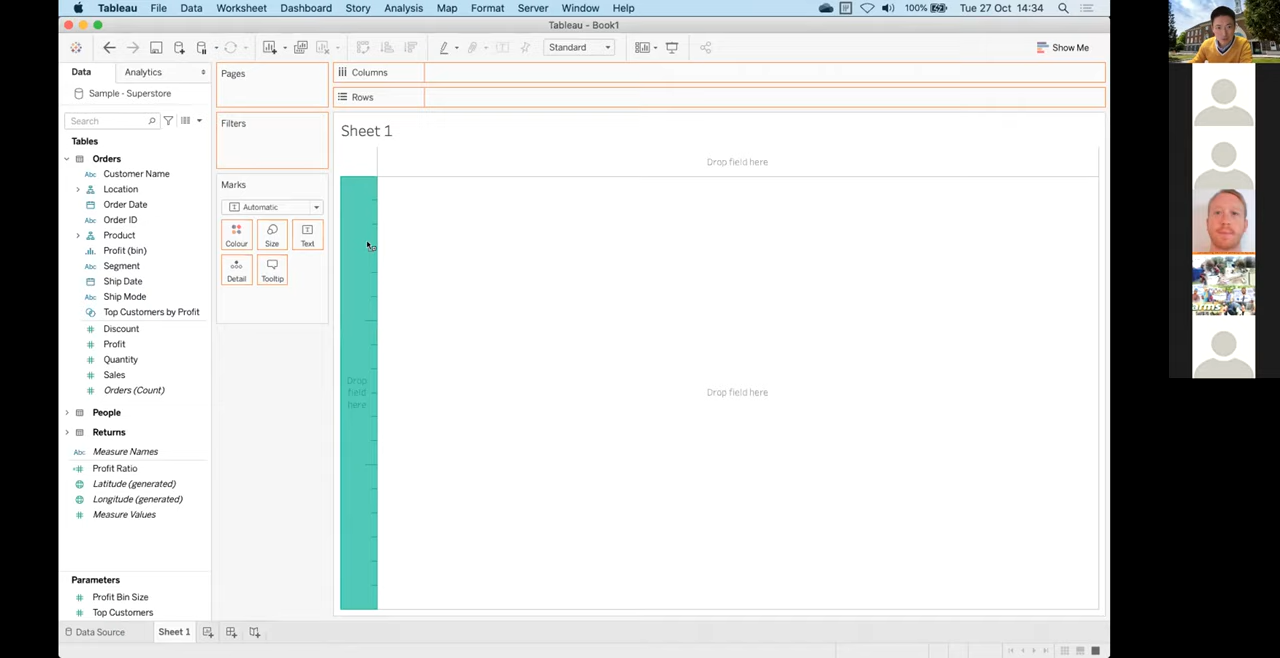 Tableau File Data Worksheet Dashboard Story Analysis Map Format Server Window Help 100% Tue 27 Oct 14:34
Tableau - Book1
Standard Show Me
Data Analytics Pages Columns
Sample - Superstore
Rows
Search
Filters
Sheet 1
Tables
Orders
Customer Name
Location
Order Date
Order ID
Product
Profit (bin)
Segment
Ship Date
Ship Mode
Top Customers by Profit
Discount
Profit
Quantity
Sales
Orders (Count)
People
Returns
Measure Names
Profit Ratio
Latitude (generated)
Longitude (generated)
Measure Values
Parameters
Profit Bin Size
Top Customers
Marks
Automatic
Colour Size Text
Detail Tooltip
Drop field here
Drop
field
here
Drop field here
Data Source Sheet 1